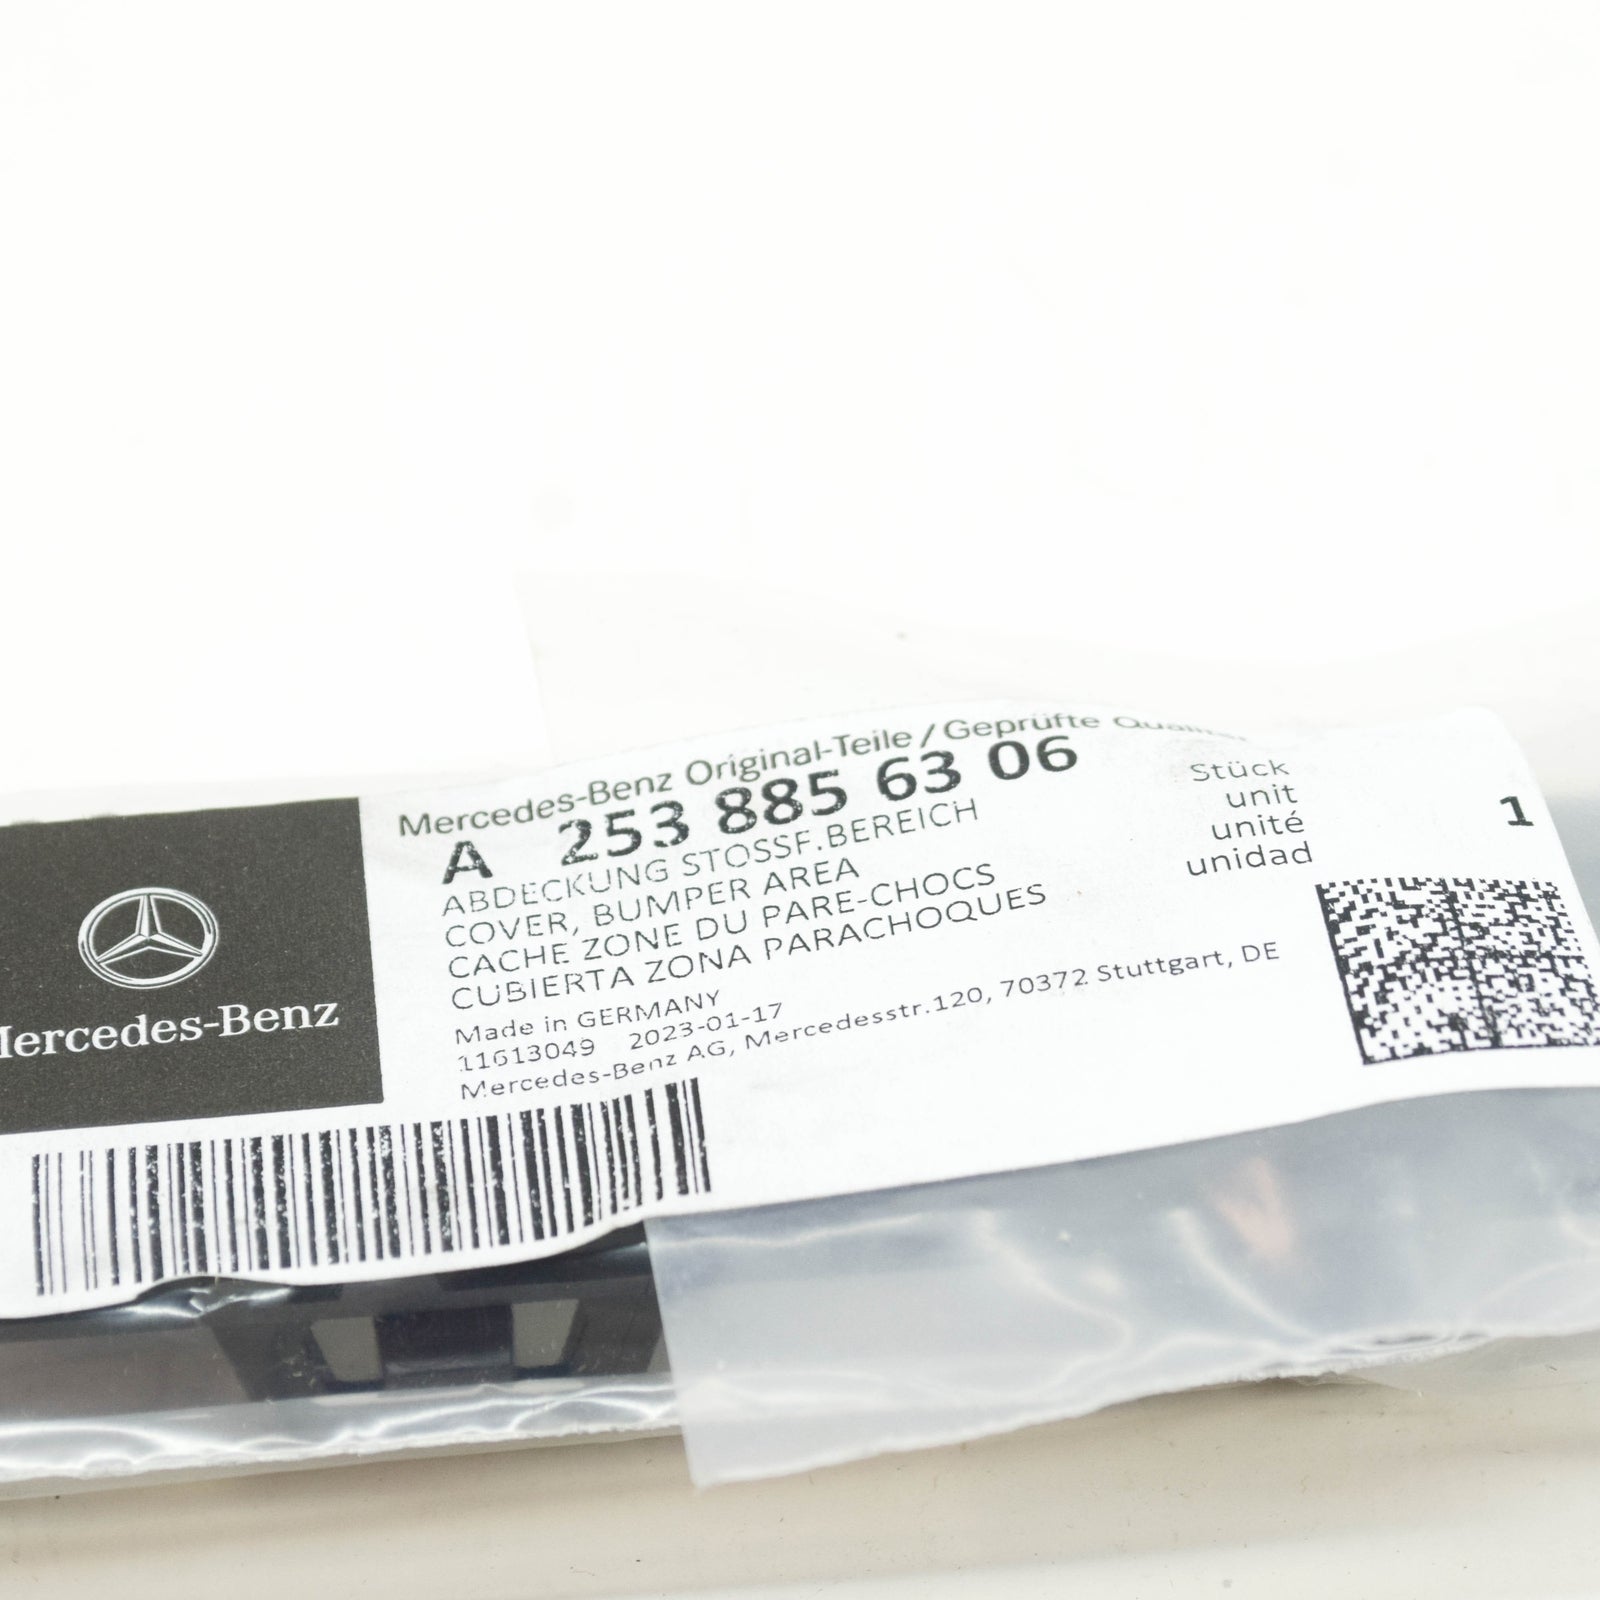 Mercedes-Benz Original-Teile / Geprüfte
A 253 885 63 06
ABDECKUNG STOSSF.BEREICH
COVER, BUMPER AREA
CACHE ZONE DU PARE-CHOCS
CUBIERTA ZONA PARACHOQUES
Made in GERMANY
11613049 2023-01-17
Mercedes-Benz AG, Mercedesstr.120, 70372 Stuttgart, DE
Stück
unit
unité
unidad
1
Mercedes-Benz